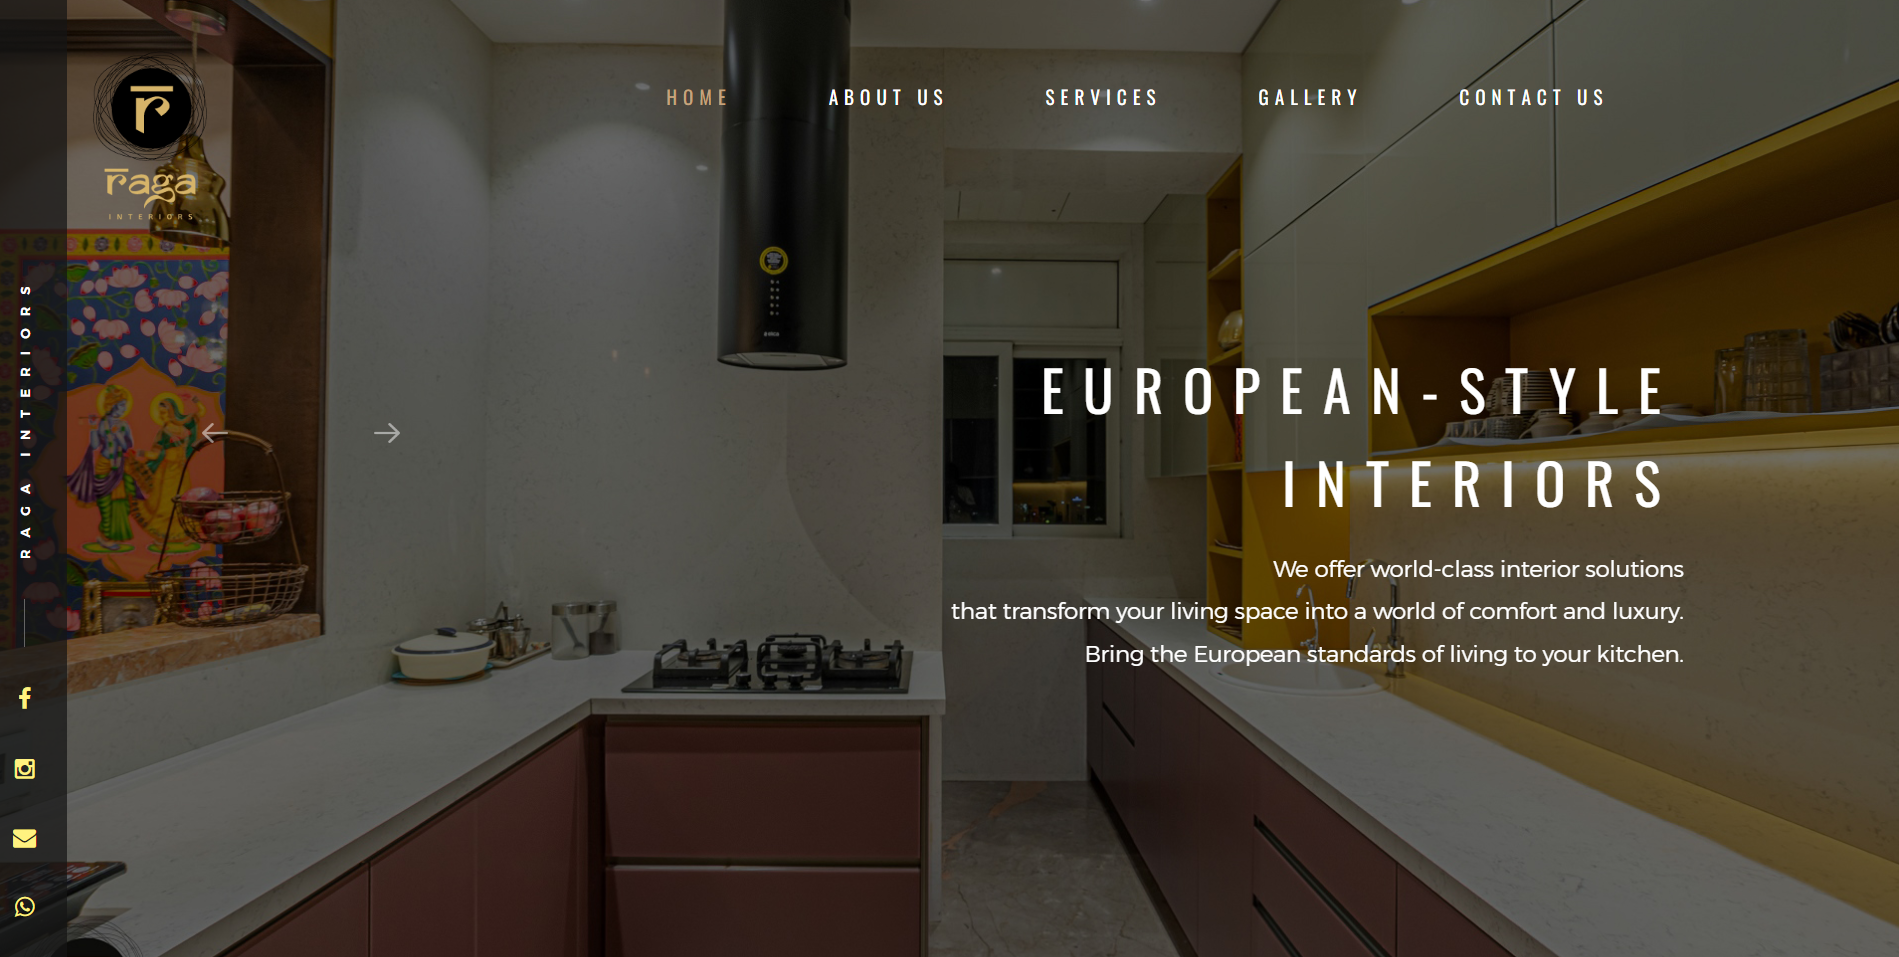 r
raga
INTERIORS
HOME
ABOUT US
SERVICES
GALLERY
CONTACT US
RAGA INTERIORS
EUROPEAN-STYLE
INTERIORS
We offer world-class interior solutions
that transform your living space into a world of comfort and luxury.
Bring the European standards of living to your kitchen.